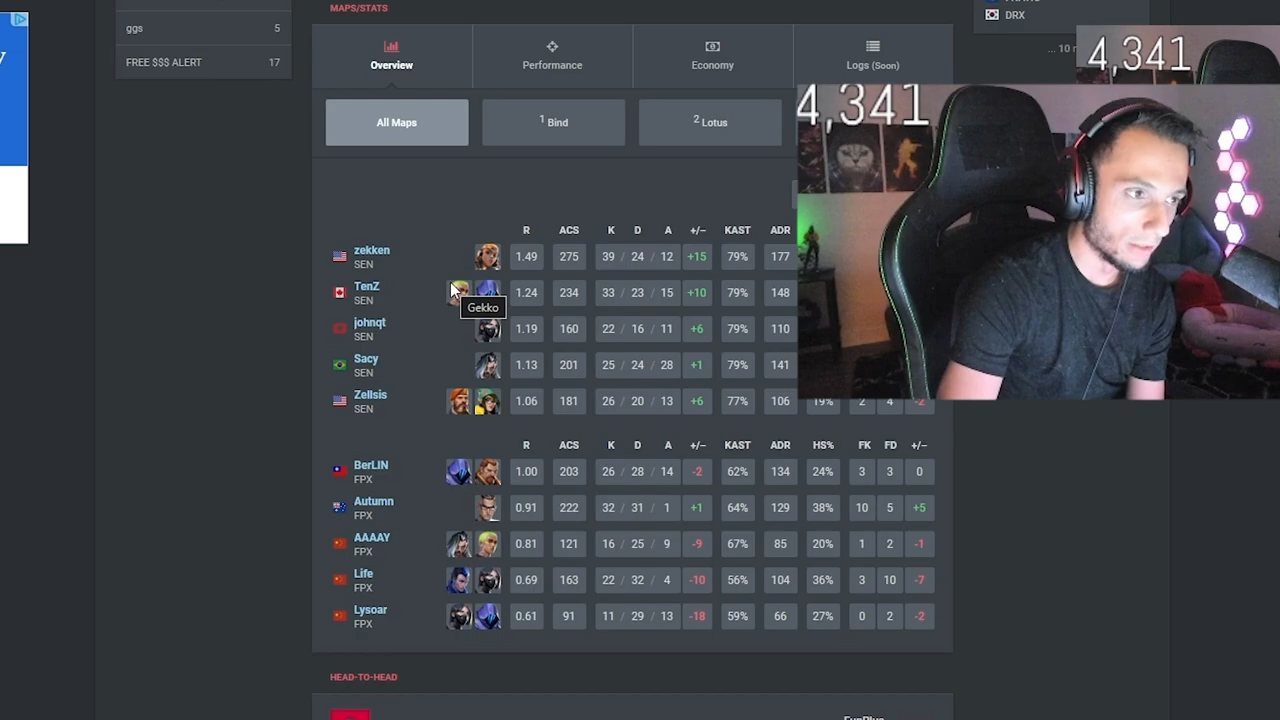 MAPS/STATS
ggs 5
FREE $$$ ALERT 17
DRX
Overview Performance Economy Logs (Soon)
4,341
4,341
All Maps 1 Bind 2 Lotus
R ACS K D A +/– KAST ADR
zekken SEN 1.49 275 39 / 24 / 12 +15 79% 177
TenZ SEN 1.24 234 33 / 23 / 15 +10 79% 148
Gekko
johnqt SEN 1.19 160 22 / 16 / 11 +6 79% 110
Sacy SEN 1.13 201 25 / 24 / 28 +1 79% 141
Zellsis SEN 1.06 181 26 / 20 / 13 +6 77% 106 19% 2 4 -2
R ACS K D A +/– KAST ADR HS% FK FD +/–
BerLIN FPX 1.00 203 26 / 28 / 14 -2 62% 134 24% 3 3 0
Autumn FPX 0.91 222 32 / 31 / 1 +1 64% 129 38% 10 5 +5
AAAAY FPX 0.81 121 16 / 25 / 9 -9 67% 85 20% 1 2 -1
Life FPX 0.69 163 22 / 32 / 4 -10 56% 104 36% 3 10 -7
Lysoar FPX 0.61 91 11 / 29 / 13 -18 59% 66 27% 0 2 -2
HEAD-TO-HEAD
FunPlus